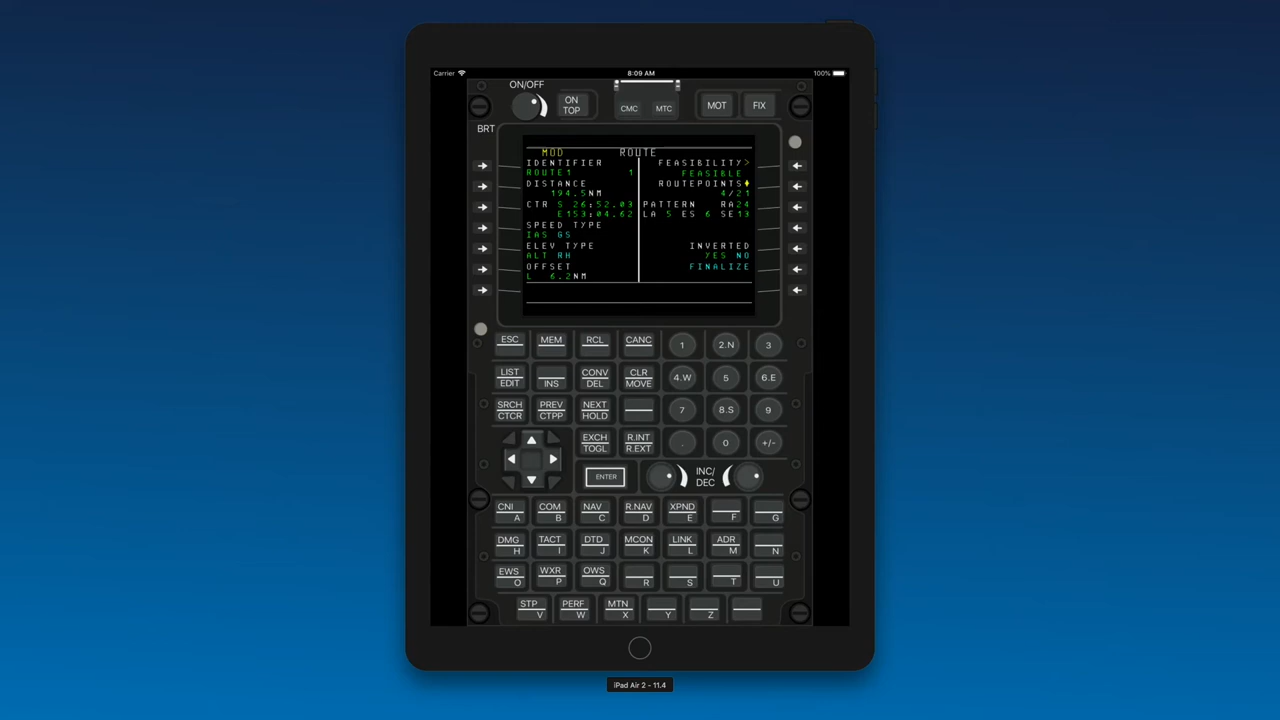 Carrier 8:09 AM 100%
ON/OFF
ON TOP CMC MTC MOT FIX
BRT
MOD ROUTE
IDENTIFIER FEASIBILITY>
ROUTE1 1 FEASIBLE
DISTANCE ROUTEPOINTS
194.5NM 4/21
CTR S 26:52.03 PATTERN RA24
E153:04.62 LA 5 ES 6 SE13
SPEED TYPE
IAS GS
ELEV TYPE INVERTED
ALT RH YES NO
OFFSET FINALIZE
L 6.2NM
ESC MEM RCL CANC 1 2.N 3
LIST EDIT INS CONV DEL CLR MOVE 4.W 5 6.E
SRCH CTCR PREV CTPP NEXT HOLD 7 8.S 9
EXCH TOGL R.INT R.EXT . 0 +/-
ENTER INC/ DEC
CNI A COM B NAV C R.NAV D XPND E F G
DMG H TACT I DTD J MCON K LINK L ADR M N
EWS O WXR P OWS Q R S T U
STP V PERF W MTN X Y Z
iPad Air 2 - 11.4